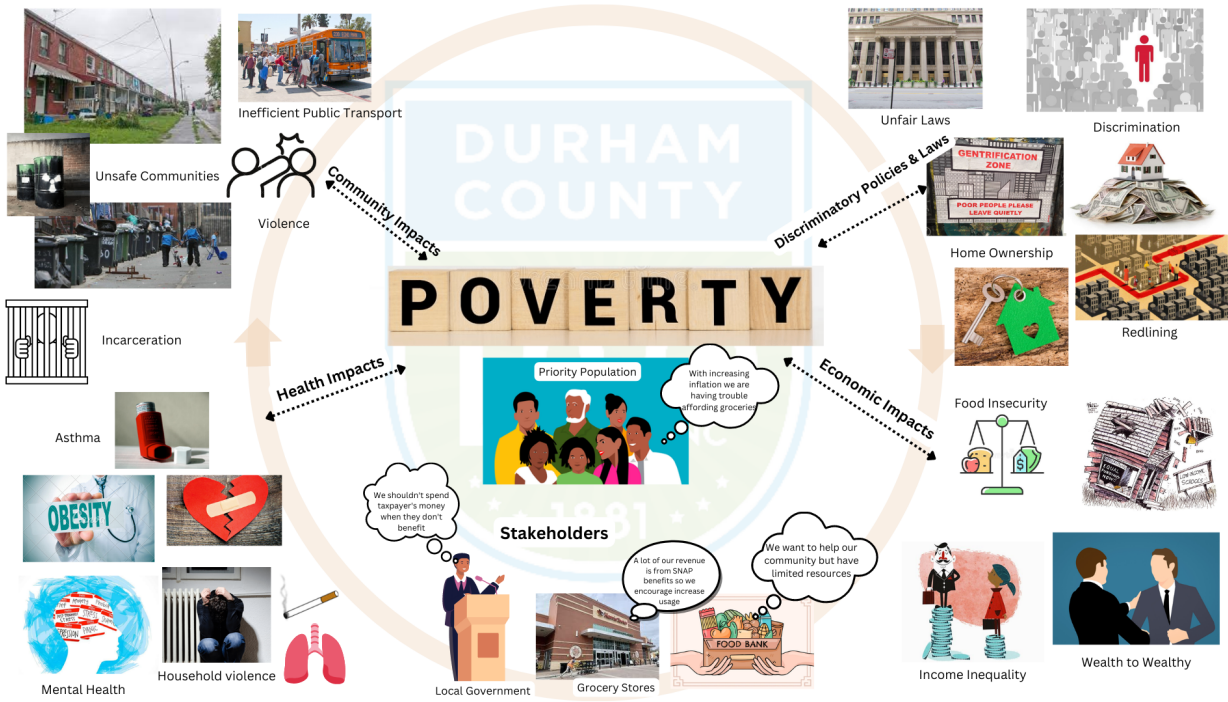 Inefficient Public Transport
Unsafe Communities
Violence
Community Impacts
Incarceration
DURHAM
COUNTY
1881
Unfair Laws
Discrimination
Discriminatory Policies & Laws
GENTRIFICATION
ZONE
POOR PEOPLE PLEASE
LEAVE QUIETLY
Home Ownership
Redlining
POVERTY
Health Impacts
Economic Impacts
Priority Population
With increasing
inflation we are
having trouble
affording groceries
Asthma
OBESITY
Mental Health
Household violence
We shouldn't spend
taxpayer's money
when they don't
benefit
Stakeholders
A lot of our revenue
is from SNAP
benefits so we
encourage increase
usage
We want to help our
community but have
limited resources
FOOD BANK
Local Government
Grocery Stores
Food Insecurity
$
Income Inequality
Wealth to Wealthy